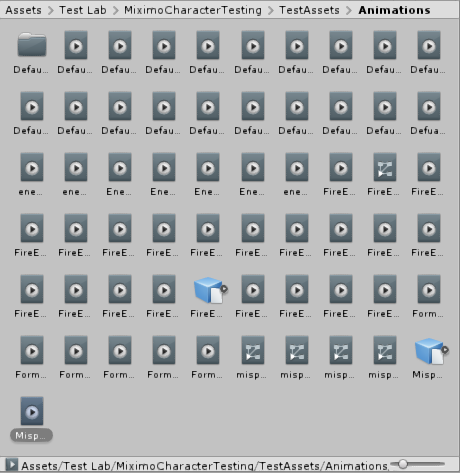 Assets > Test Lab > MiximoCharacterTesting > TestAssets > Animations
Defau... Defau... Defau... Defau... Defau... Defau... Defau... Defau... Defau... Defau...
Defau... Defau... Defau... Defau... Defau... Defau... Defau... Defau... Defau... Defua...
ene... ene... Ene... Ene... Ene... Ene... ene... FireE... FireE... FireE...
FireE... FireE... FireE... FireE... FireE... FireE... FireE... FireE... FireE... FireE...
FireE... FireE... FireE... FireE... FireE... FireE... FireE... FireE... FireE... Form...
Form... Form... Form... Form... Form... misp... misp... misp... misp... Misp...
Misp...
Assets/Test Lab/MiximoCharacterTesting/TestAssets/Animations,